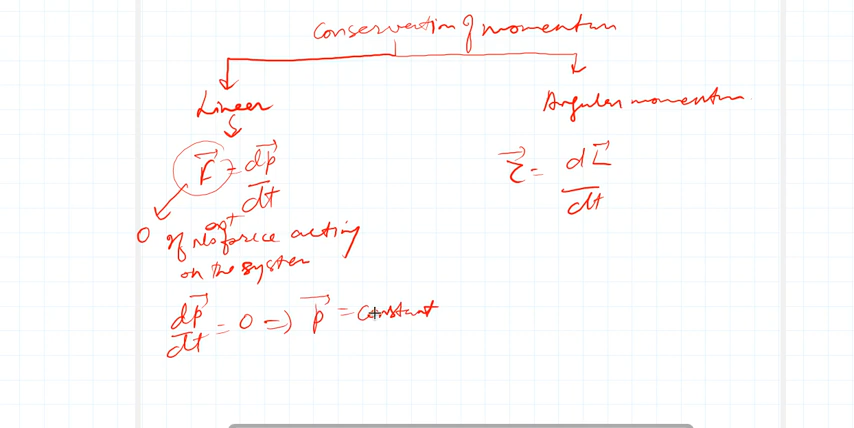 Conservation of momentum
Linear
Angular momentum
F⃗ = dp⃗/dt
τ⃗ = dL⃗/dt
0 if no force acting
ext
on the system
dp⃗/dt = 0 ⇒ p⃗ = constant